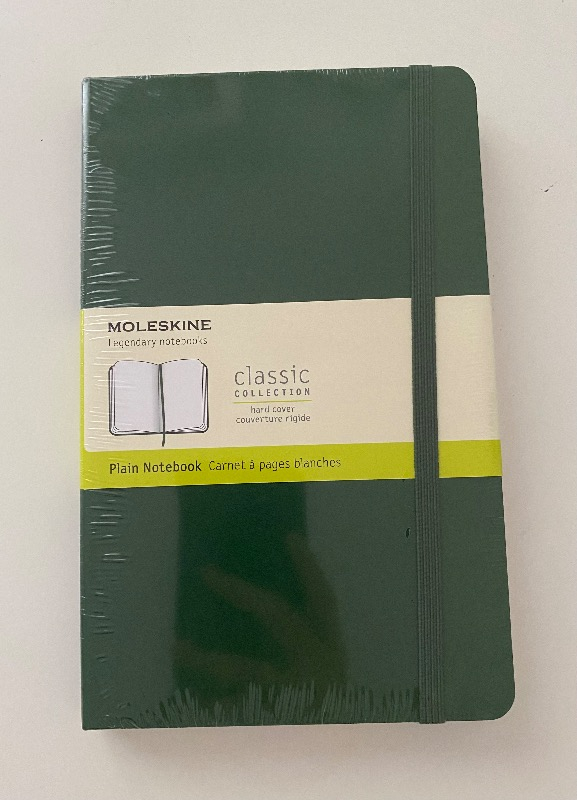 MOLESKINE
Legendary notebooks
classic
COLLECTION
hard cover
couverture rigide
Plain Notebook Carnet à pages blanches